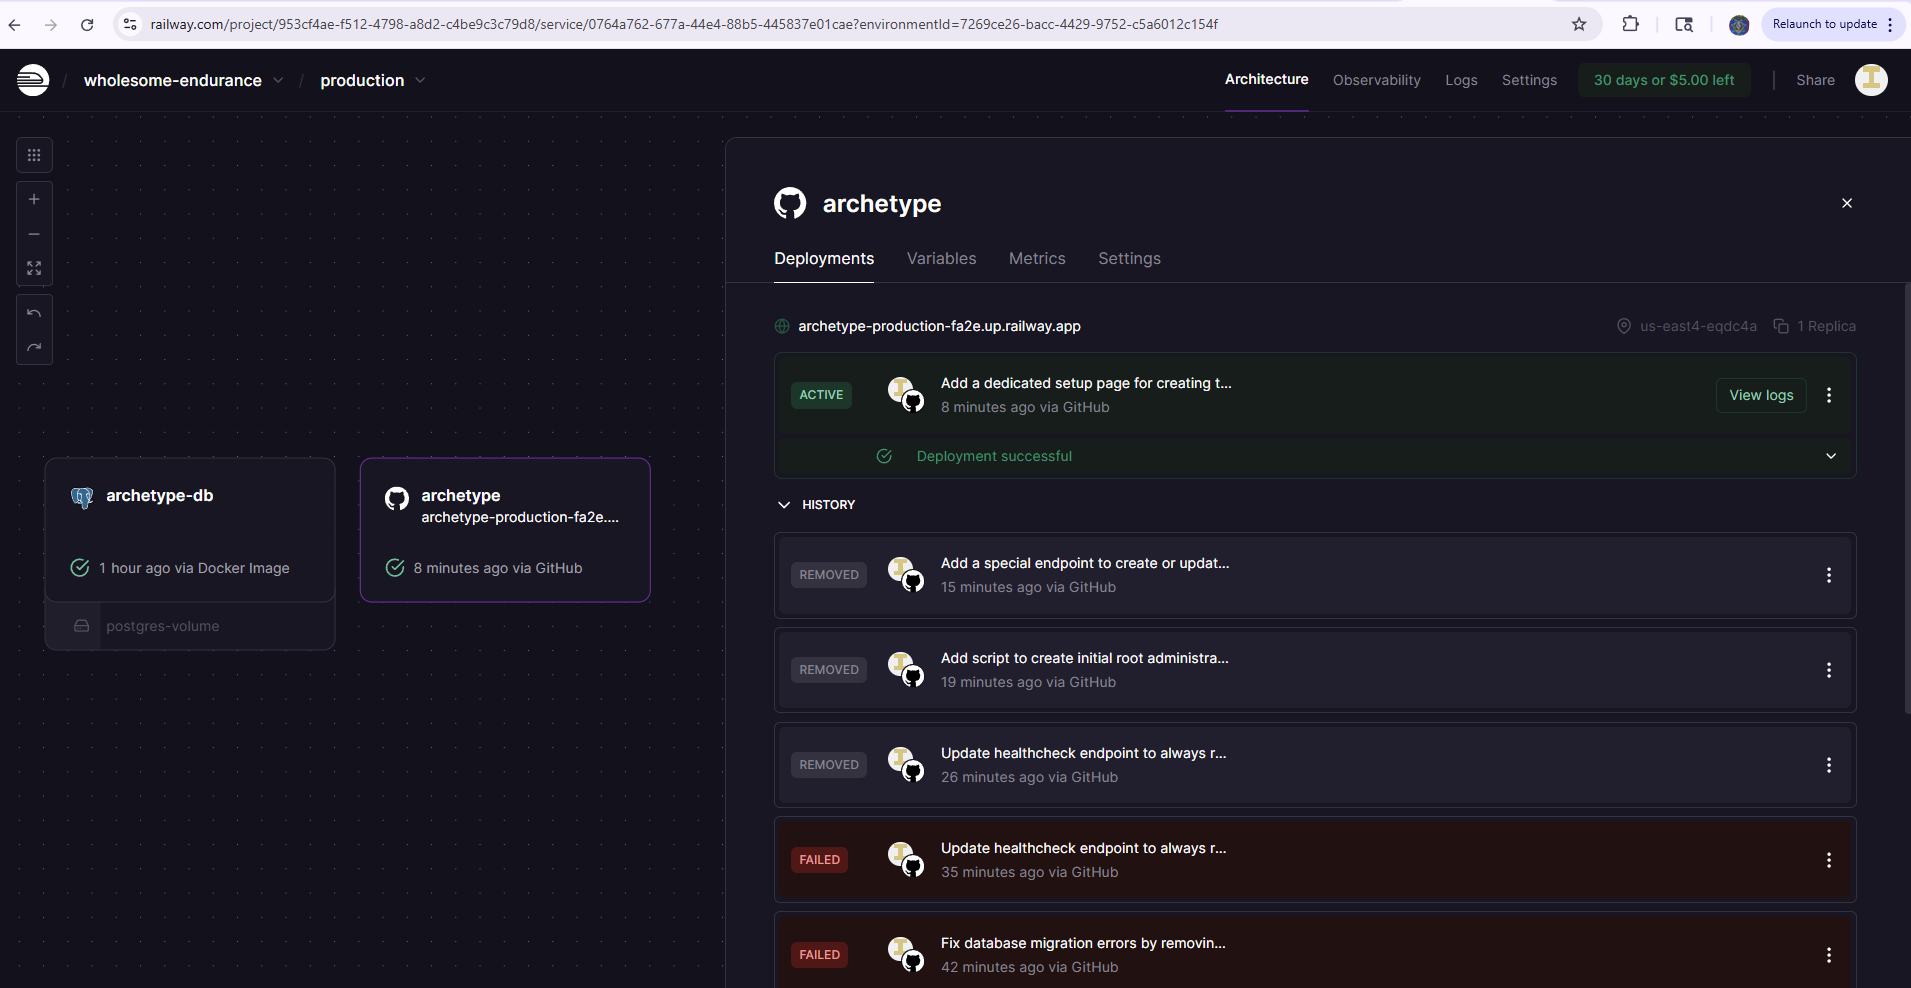 railway.com/project/953cf4ae-f512-4798-a8d2-c4be9c3c79d8/service/0764a762-677a-44e4-88b5-445837e01cae?environmentId=7269ce26-bacc-4429-9752-c5a6012c154f
Relaunch to update
/ wholesome-endurance / production
Architecture Observability Logs Settings 30 days or $5.00 left Share
archetype
Deployments Variables Metrics Settings
archetype-production-fa2e.up.railway.app us-east4-eqdc4a 1 Replica
ACTIVE Add a dedicated setup page for creating t... View logs
8 minutes ago via GitHub
Deployment successful
HISTORY
REMOVED Add a special endpoint to create or updat...
15 minutes ago via GitHub
REMOVED Add script to create initial root administra...
19 minutes ago via GitHub
REMOVED Update healthcheck endpoint to always r...
26 minutes ago via GitHub
FAILED Update healthcheck endpoint to always r...
35 minutes ago via GitHub
FAILED Fix database migration errors by removin...
42 minutes ago via GitHub
archetype-db
1 hour ago via Docker Image
postgres-volume
archetype
archetype-production-fa2e....
8 minutes ago via GitHub